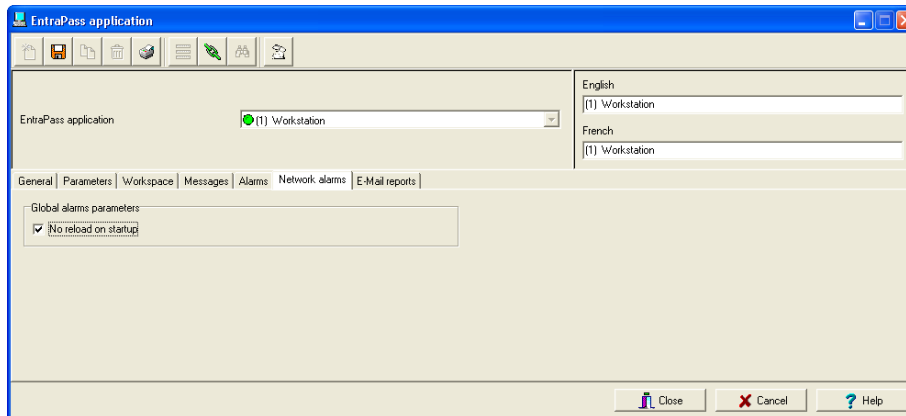 EntraPass application
English
(1) Workstation
EntraPass application
(1) Workstation
French
(1) Workstation
General Parameters Workspace Messages Alarms Network alarms E-Mail reports
Global alarms parameters
No reload on startup
Close Cancel ? Help